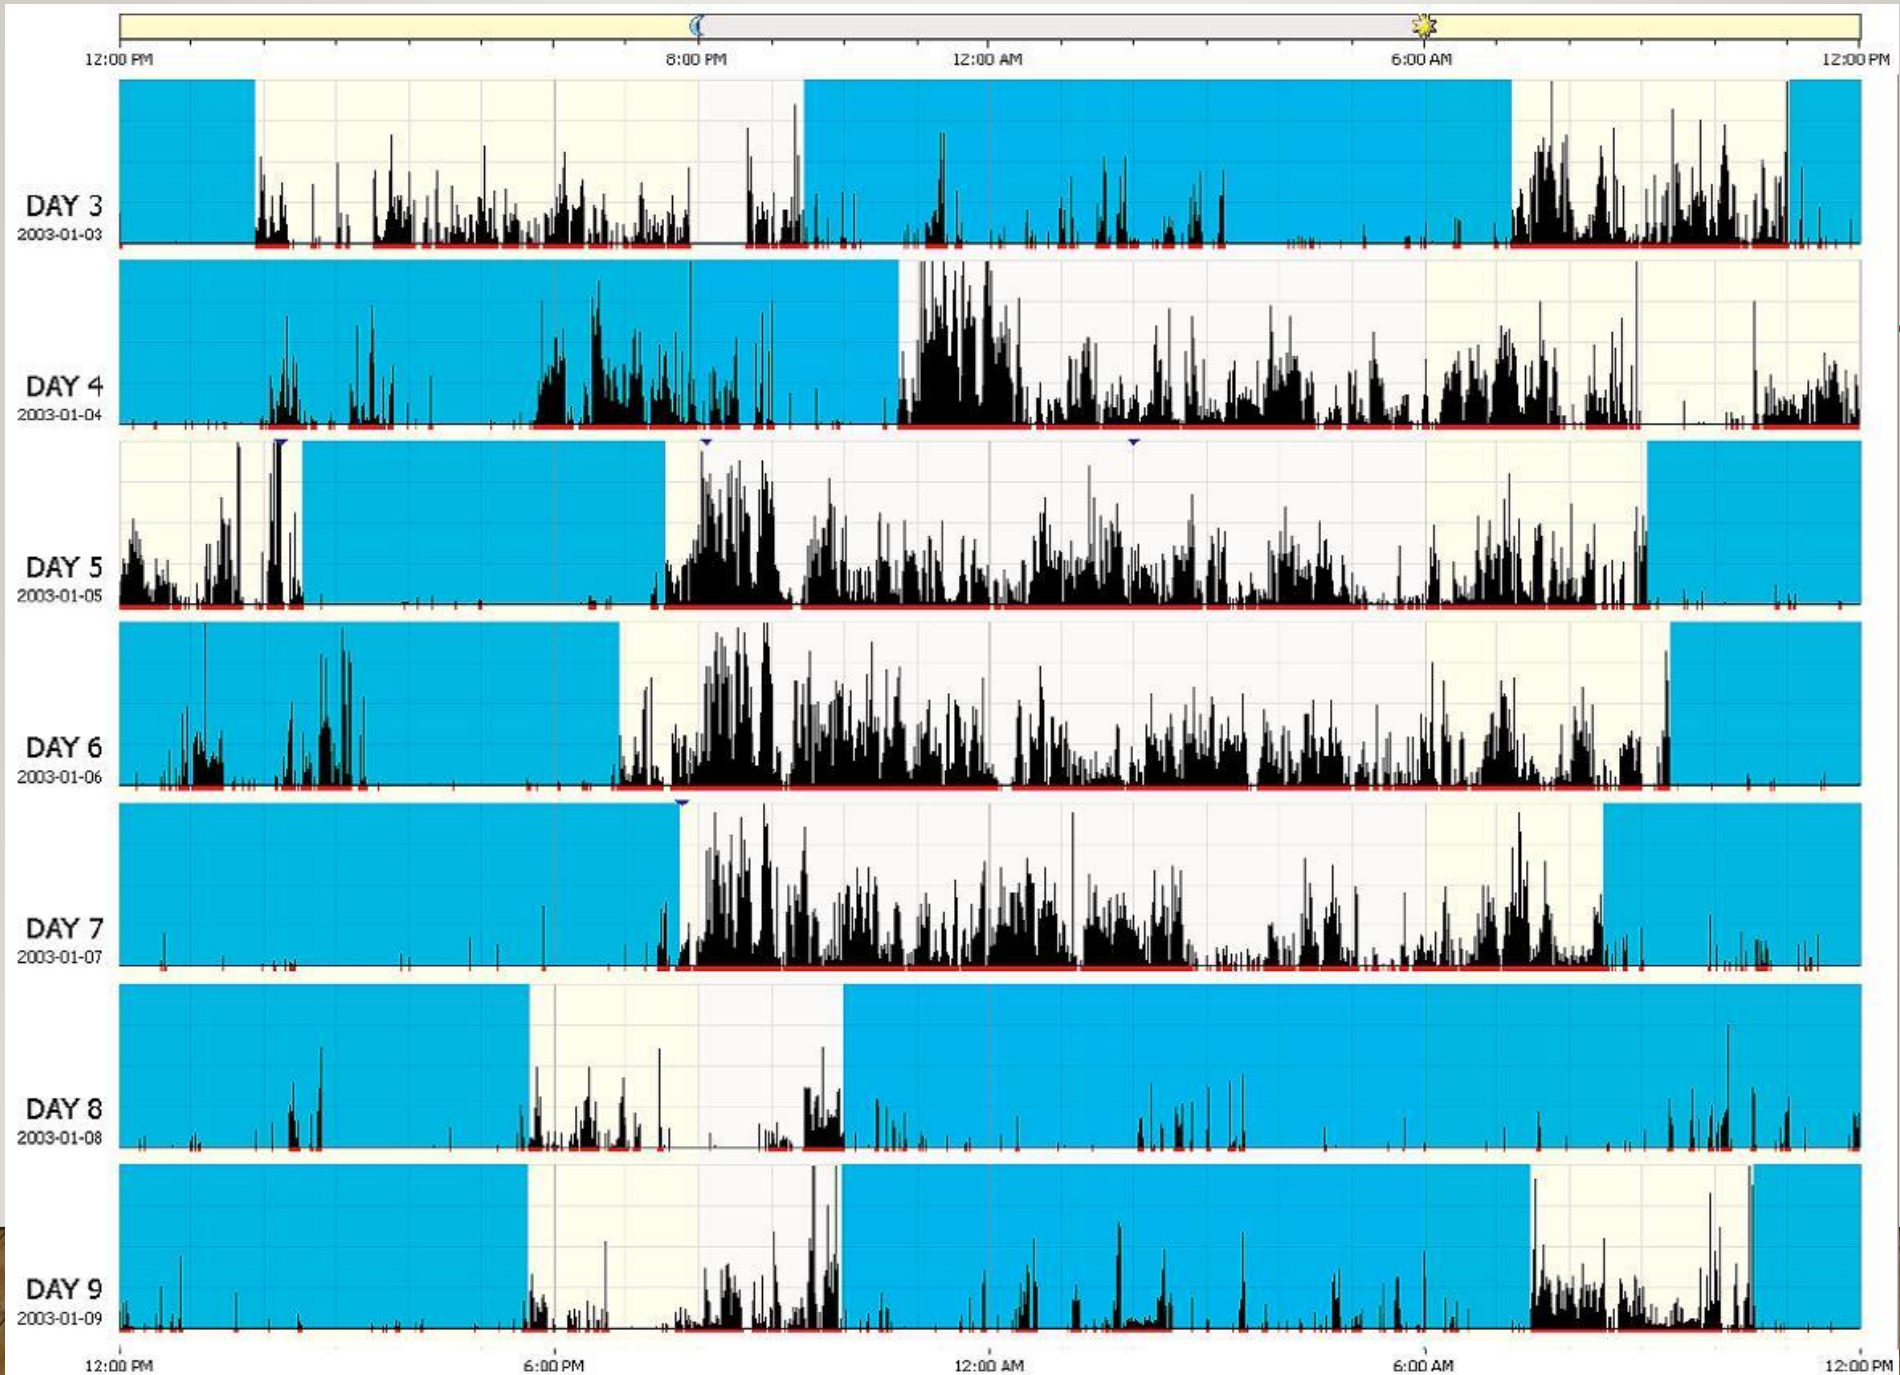 12:00 PM 8:00 PM 12:00 AM 6:00 AM 12:00 PM
DAY 3
2003-01-03
DAY 4
2003-01-04
DAY 5
2003-01-05
DAY 6
2003-01-06
DAY 7
2003-01-07
DAY 8
2003-01-08
DAY 9
2003-01-09
12:00 PM 6:00 PM 12:00 AM 6:00 AM 12:00 PM